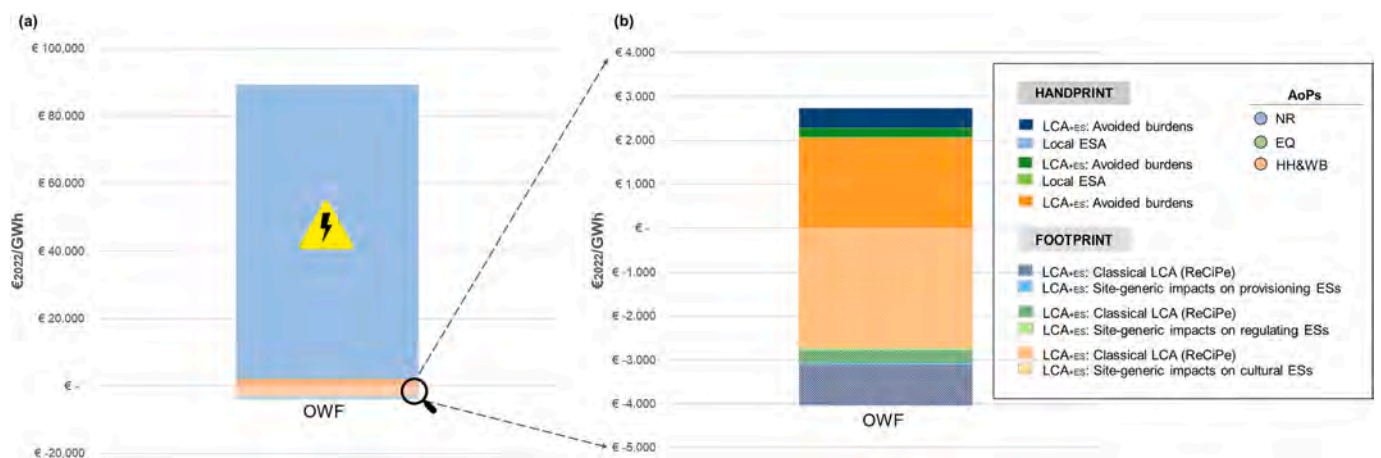 (a)
€ 100,000
€ 80.000
€ 60.000
€ 40.000
€ 20.000
€ -
€ -20.000
€2022/GWh
OWF
(b)
€ 4.000
€ 3.000
€ 2.000
€ 1.000
€ -
€ -1.000
€ -2.000
€ -3.000
€ -4.000
€ -5.000
€2022/GWh
OWF
HANDPRINT
LCA+ES: Avoided burdens
Local ESA
LCA+ES: Avoided burdens
Local ESA
LCA+ES: Avoided burdens
AoPs
NR
EQ
HH&WB
FOOTPRINT
LCA+ES: Classical LCA (ReCiPe)
LCA+ES: Site-generic impacts on provisioning ESs
LCA+ES: Classical LCA (ReCiPe)
LCA+ES: Site-generic impacts on regulating ESs
LCA+ES: Classical LCA (ReCiPe)
LCA+ES: Site-generic impacts on cultural ESs